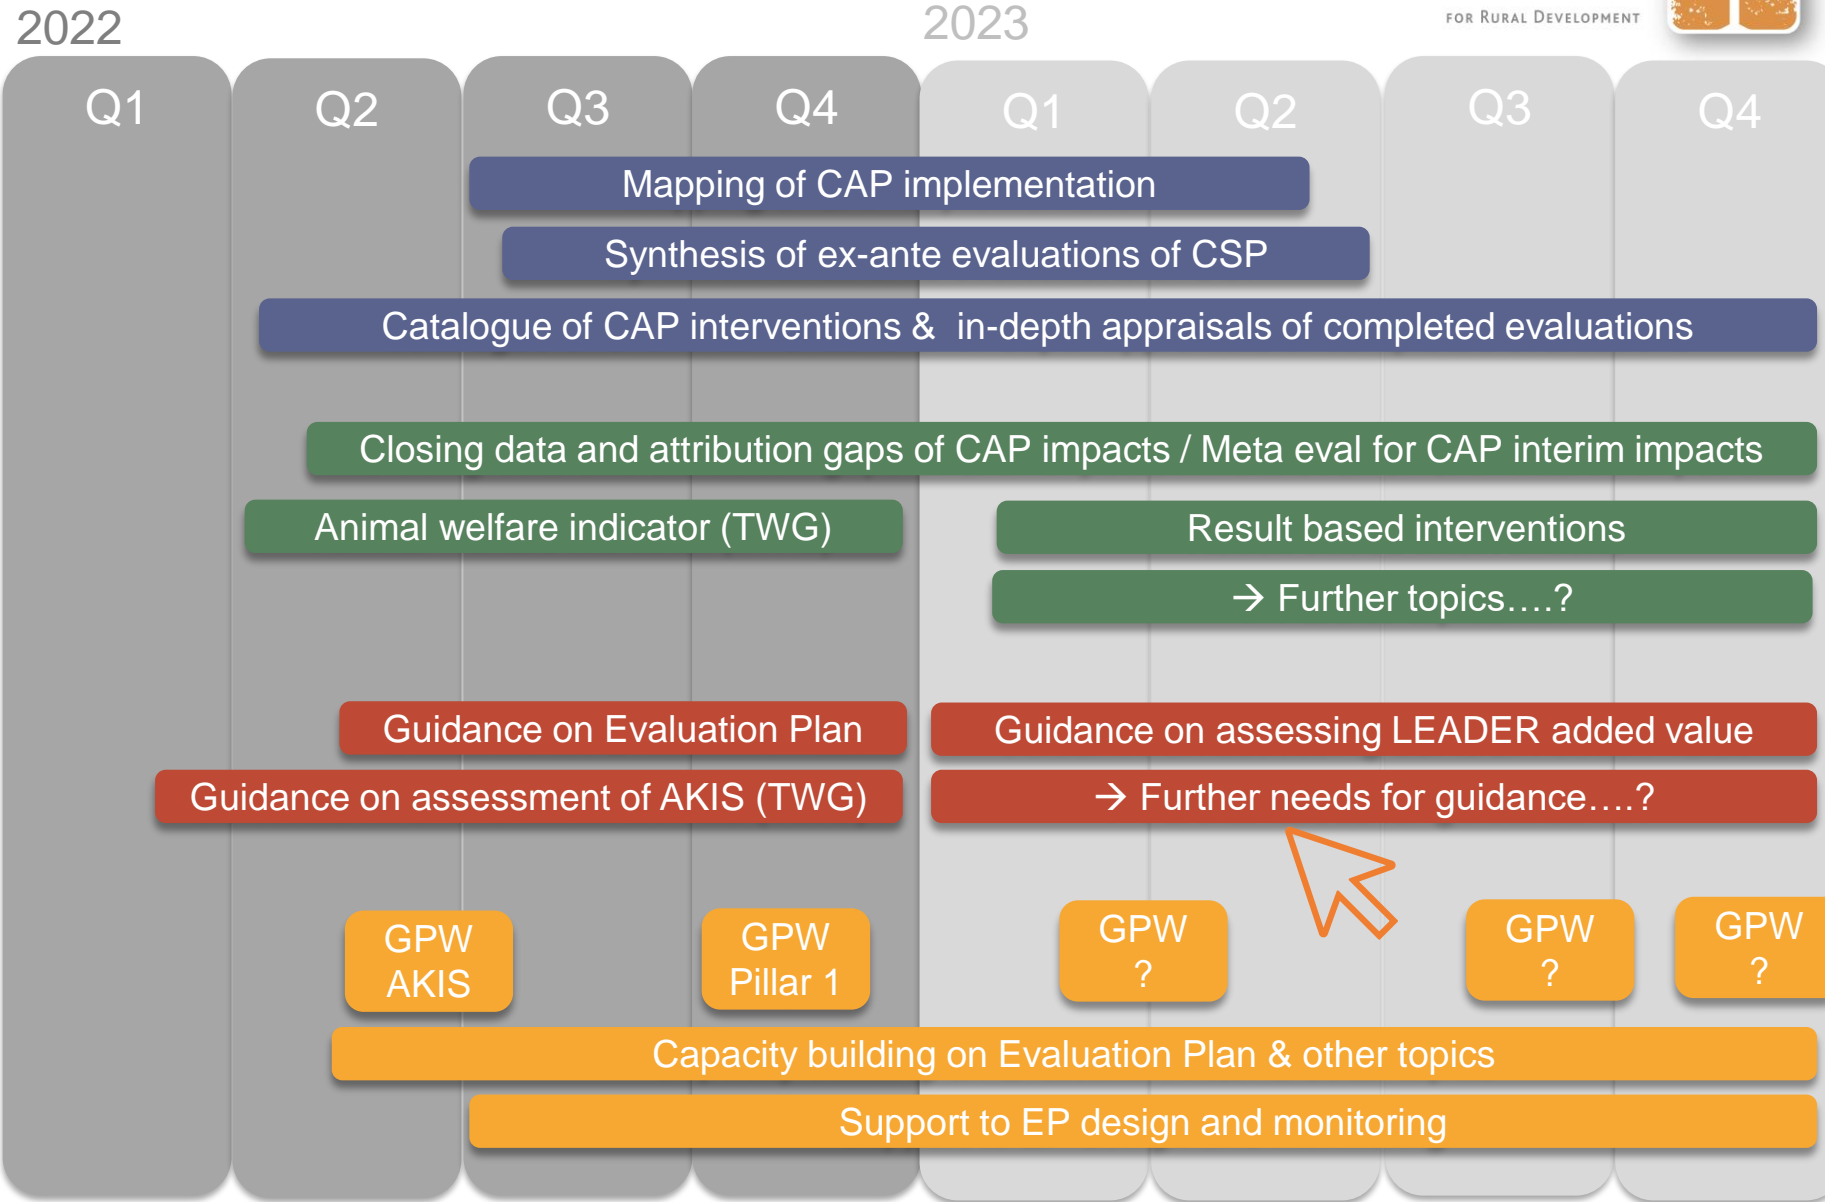 2022
2023
FOR RURAL DEVELOPMENT
Q1
Q2
Q3
Q4
Q1
Q2
Q3
Q4
Mapping of CAP implementation
Synthesis of ex-ante evaluations of CSP
Catalogue of CAP interventions & in-depth appraisals of completed evaluations
Closing data and attribution gaps of CAP impacts / Meta eval for CAP interim impacts
Animal welfare indicator (TWG)
Result based interventions
→ Further topics….?
Guidance on Evaluation Plan
Guidance on assessing LEADER added value
Guidance on assessment of AKIS (TWG)
→ Further needs for guidance….?
GPW
AKIS
GPW
Pillar 1
GPW
?
GPW
?
GPW
?
Capacity building on Evaluation Plan & other topics
Support to EP design and monitoring